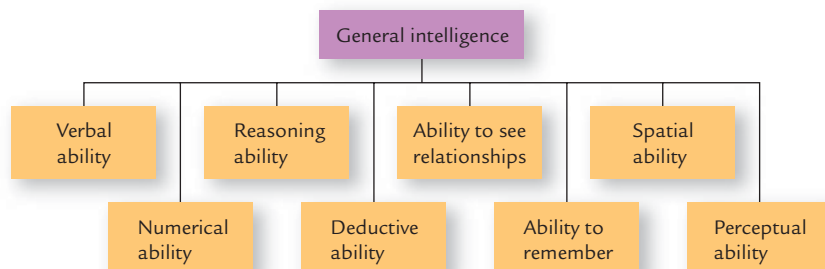 General intelligence
Verbal
ability
Reasoning
ability
Ability to see
relationships
Spatial
ability
Numerical
ability
Deductive
ability
Ability to
remember
Perceptual
ability